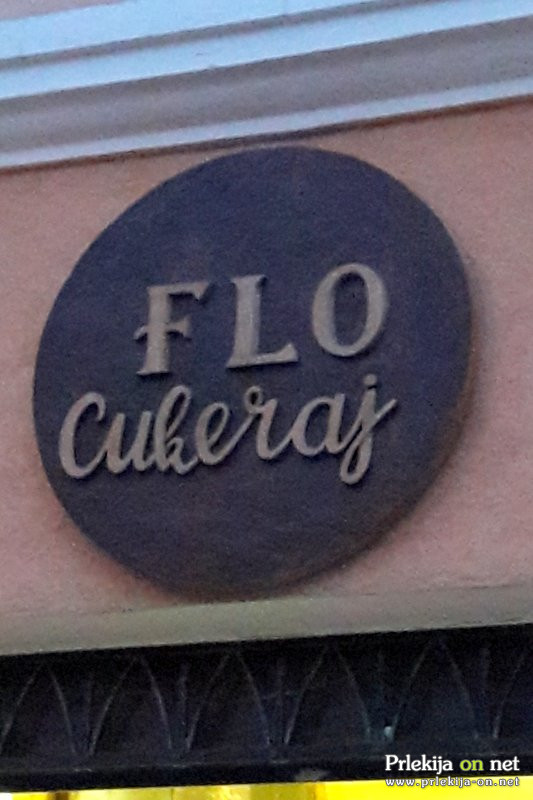 FLO
Cukeraj
Prlekija on net
www.prlekija-on.net